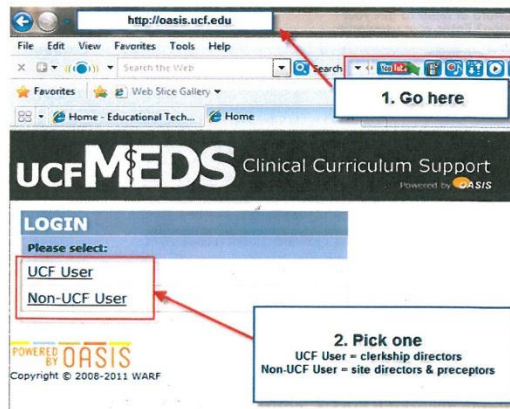 http://oasis.ucf.edu
File Edit View Favorites Tools Help
Search the Web
Search
YouTube
1. Go here
Favorites
Web Slice Gallery
Home - Educational Tech...
Home
UCF MEDS Clinical Curriculum Support
Powered by OASIS
LOGIN
Please select:
UCF User
Non-UCF User
2. Pick one
UCF User = clerkship directors
Non-UCF User = site directors & preceptors
POWERED BY OASIS
Copyright © 2008-2011 WARF